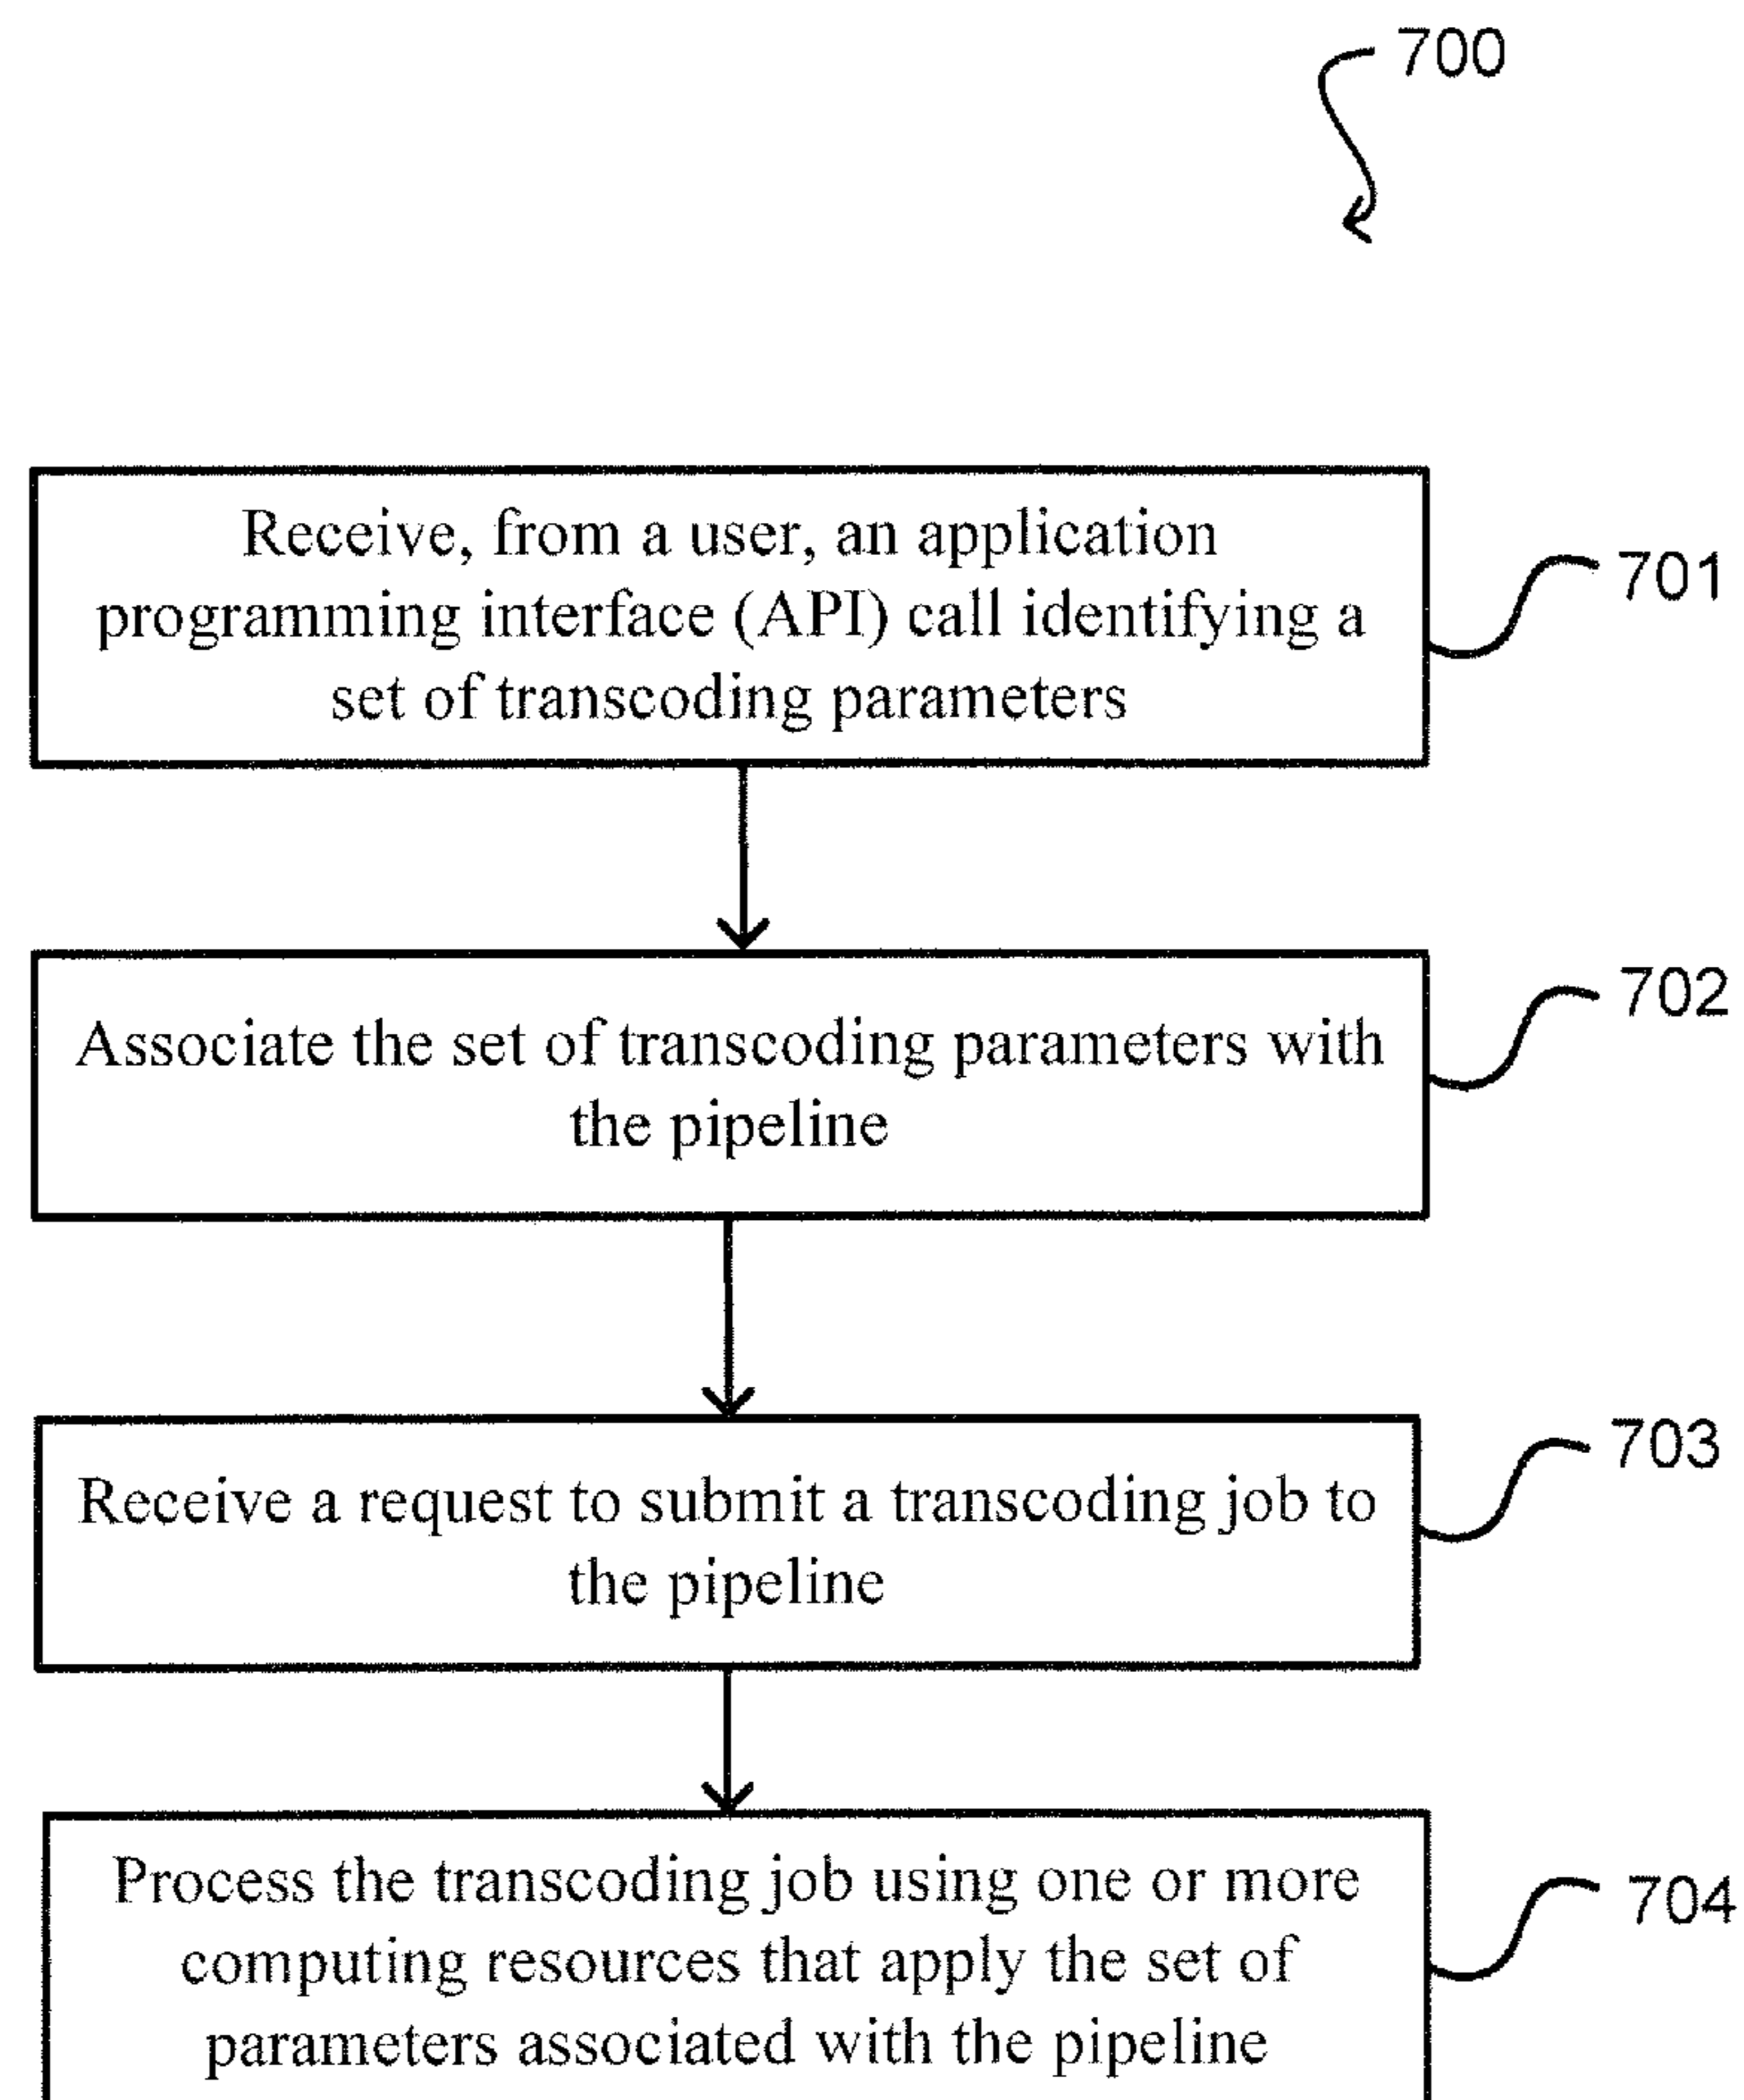 700
Receive, from a user, an application
programming interface (API) call identifying a
set of transcoding parameters
701
Associate the set of transcoding parameters with
the pipeline
702
Receive a request to submit a transcoding job to
the pipeline
703
Process the transcoding job using one or more
computing resources that apply the set of
parameters associated with the pipeline
704